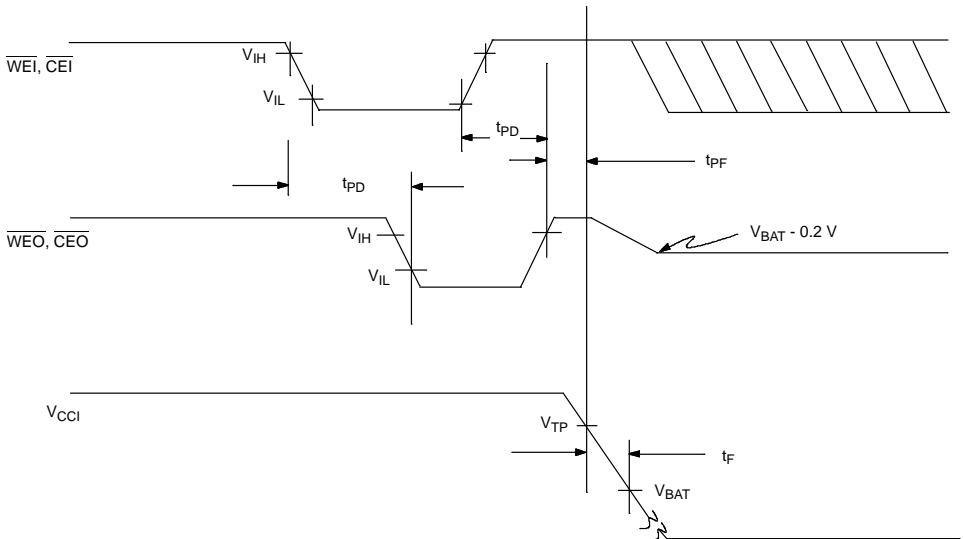 WEI, CEI
VIH
VIL
tPD
tPF
tPD
WEO, CEO
VIH
VIL
VBAT - 0.2 V
VCCI
VTP
tF
VBAT